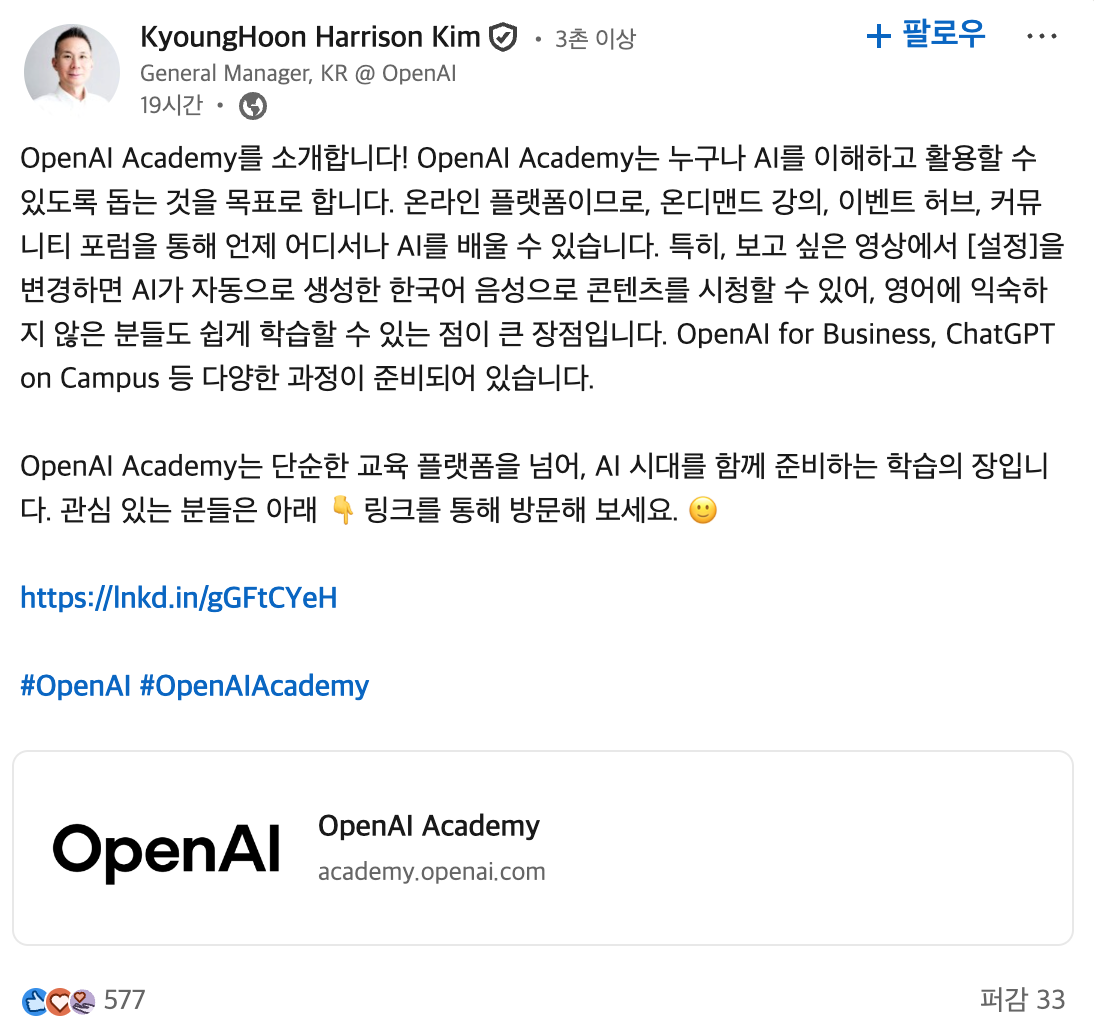 KyoungHoon Harrison Kim • 3촌 이상
+ 팔로우 ...
General Manager, KR @ OpenAI
19시간 •
OpenAI Academy를 소개합니다! OpenAI Academy는 누구나 AI를 이해하고 활용할 수
있도록 돕는 것을 목표로 합니다. 온라인 플랫폼이므로, 온디맨드 강의, 이벤트 허브, 커뮤
니티 포럼을 통해 언제 어디서나 AI를 배울 수 있습니다. 특히, 보고 싶은 영상에서 [설정]을
변경하면 AI가 자동으로 생성한 한국어 음성으로 콘텐츠를 시청할 수 있어, 영어에 익숙하
지 않은 분들도 쉽게 학습할 수 있는 점이 큰 장점입니다. OpenAI for Business, ChatGPT
on Campus 등 다양한 과정이 준비되어 있습니다.
OpenAI Academy는 단순한 교육 플랫폼을 넘어, AI 시대를 함께 준비하는 학습의 장입니
다. 관심 있는 분들은 아래 👇 링크를 통해 방문해 보세요. 🙂
https://lnkd.in/gGFtCYeH
#OpenAI #OpenAIAcademy
OpenAI
OpenAI Academy
academy.openai.com
577
퍼감 33